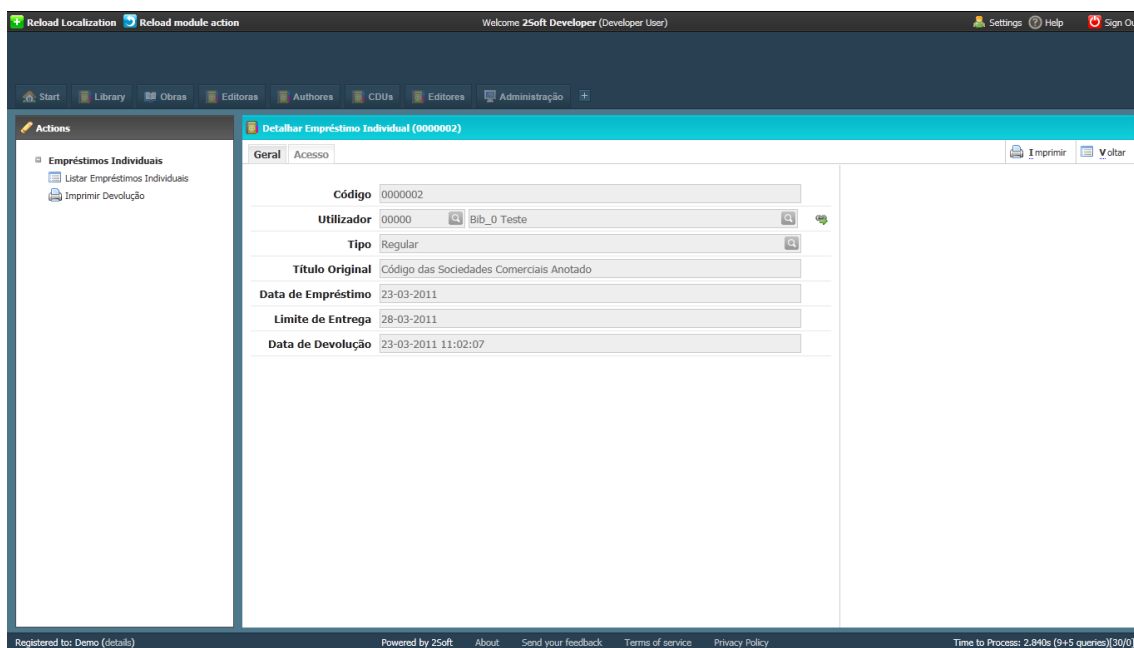 Reload Localization Reload module action Welcome 2Soft Developer (Developer User) Settings Help Sign Ou
Start Library Obras Editoras Authores CDUs Editores Administração
Actions
Empréstimos Individuais
Listar Empréstimos Individuais
Imprimir Devolução
Detalhar Empréstimo Individual (0000002)
Geral Acesso Imprimir Voltar
Código 0000002
Utilizador 00000 Bib_0 Teste
Tipo Regular
Título Original Código das Sociedades Comerciais Anotado
Data de Empréstimo 23-03-2011
Limite de Entrega 28-03-2011
Data de Devolução 23-03-2011 11:02:07
Registered to: Demo (details) Powered by 2Soft About Send your feedback Terms of service Privacy Policy Time to Process: 2.840s (9+5 queries)[30/0]